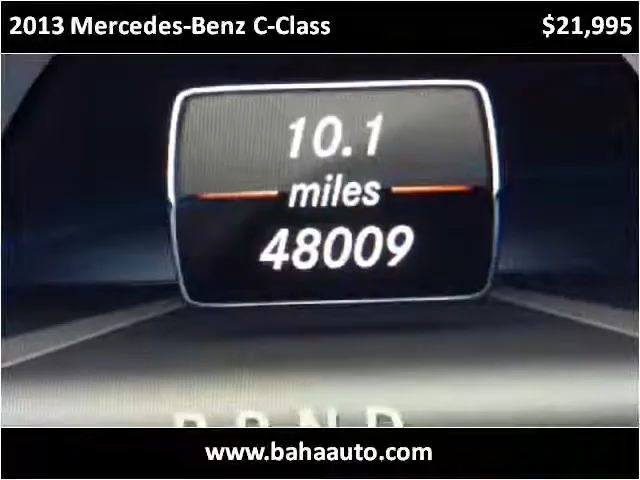 2013 Mercedes-Benz C-Class $21,995
10.1
miles
48009
P R N D
www.bahaauto.com